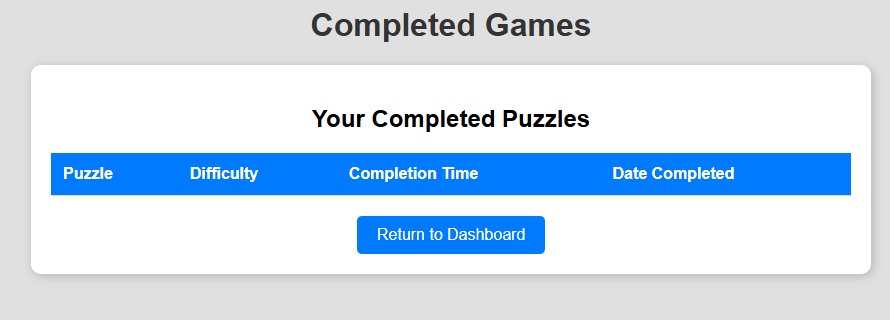 Completed Games
Your Completed Puzzles
Puzzle Difficulty Completion Time Date Completed
Return to Dashboard